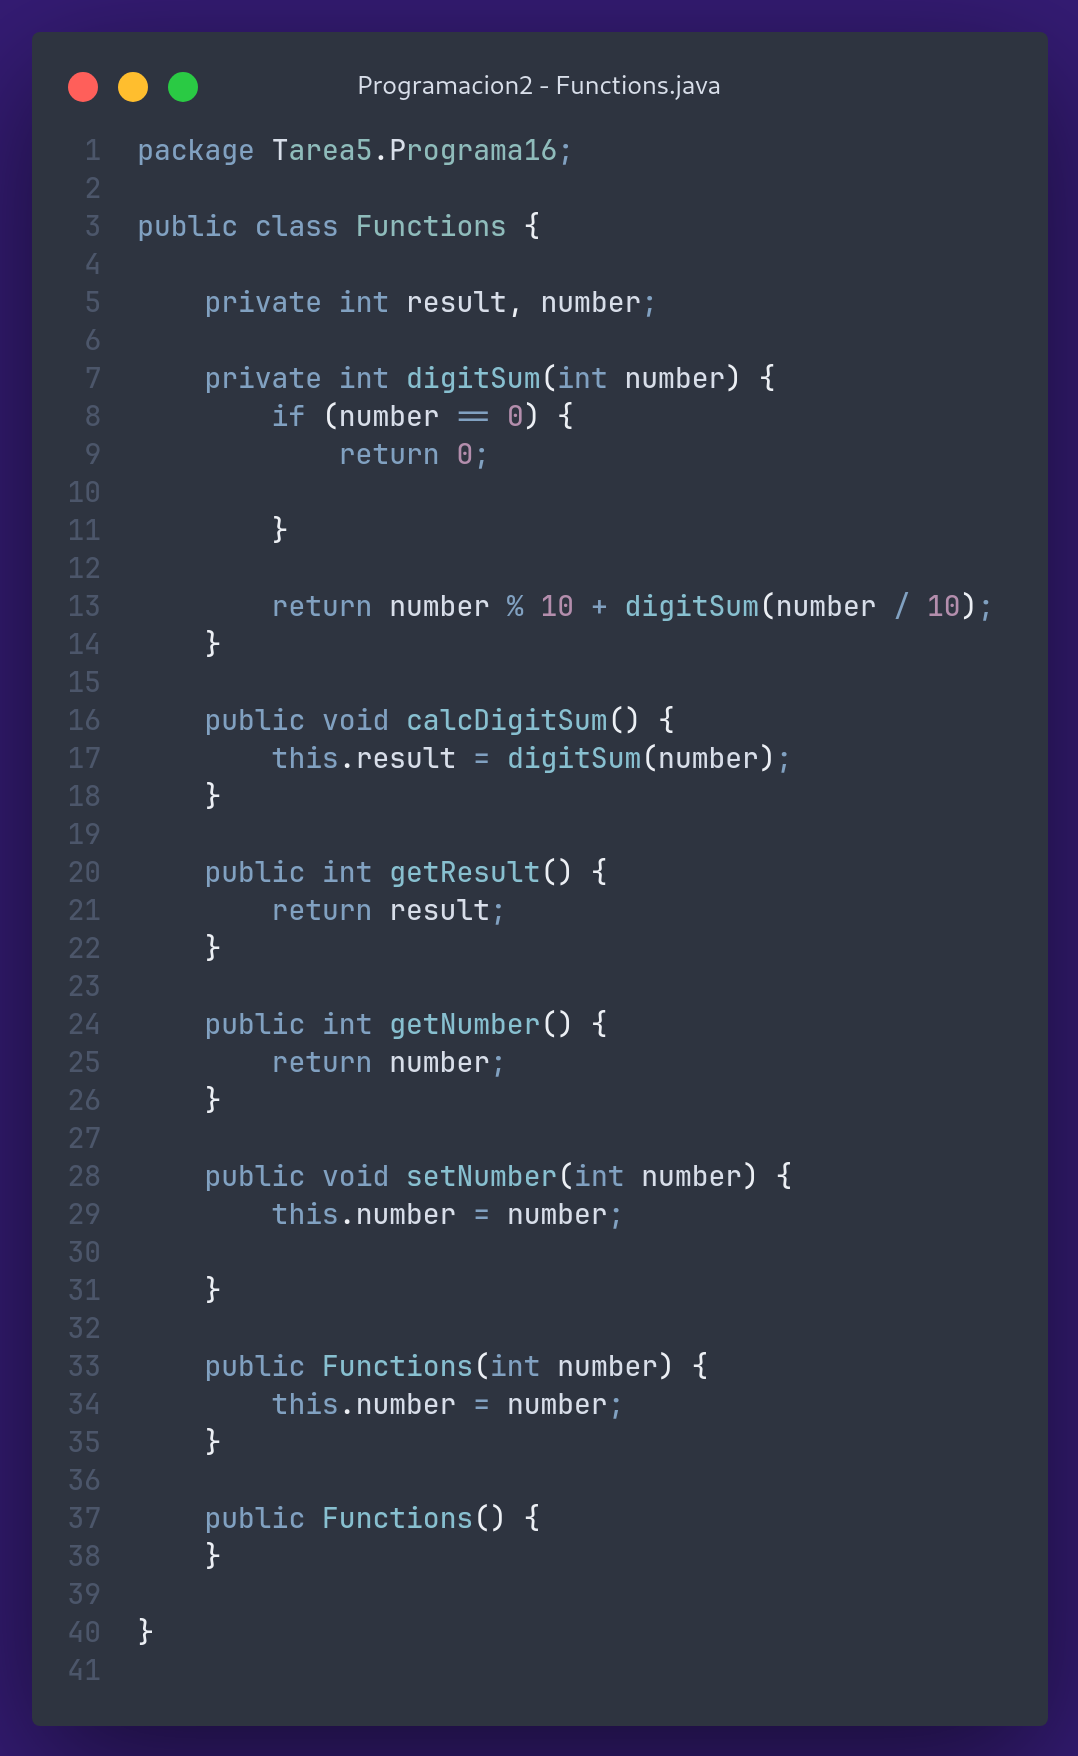 Programacion2 - Functions.java
1 package Tarea5.Programa16;
2
3 public class Functions {
4
5     private int result, number;
6
7     private int digitSum(int number) {
8         if (number == 0) {
9             return 0;
10
11         }
12
13         return number % 10 + digitSum(number / 10);
14     }
15
16     public void calcDigitSum() {
17         this.result = digitSum(number);
18     }
19
20     public int getResult() {
21         return result;
22     }
23
24     public int getNumber() {
25         return number;
26     }
27
28     public void setNumber(int number) {
29         this.number = number;
30
31     }
32
33     public Functions(int number) {
34         this.number = number;
35     }
36
37     public Functions() {
38     }
39
40 }
41